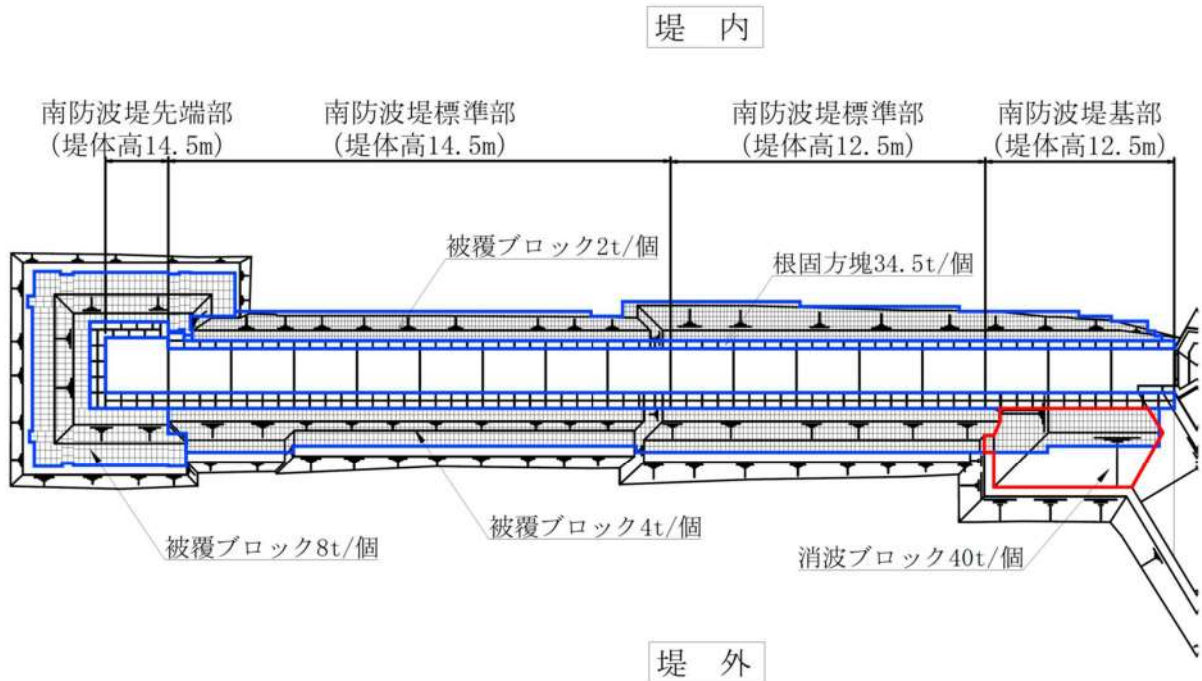 堤 内
南防波堤先端部
(堤体高14.5m)
南防波堤標準部
(堤体高14.5m)
南防波堤標準部
(堤体高12.5m)
南防波堤基部
(堤体高12.5m)
被覆ブロック2t/個
根固方塊34.5t/個
被覆ブロック8t/個
被覆ブロック4t/個
消波ブロック40t/個
堤 外